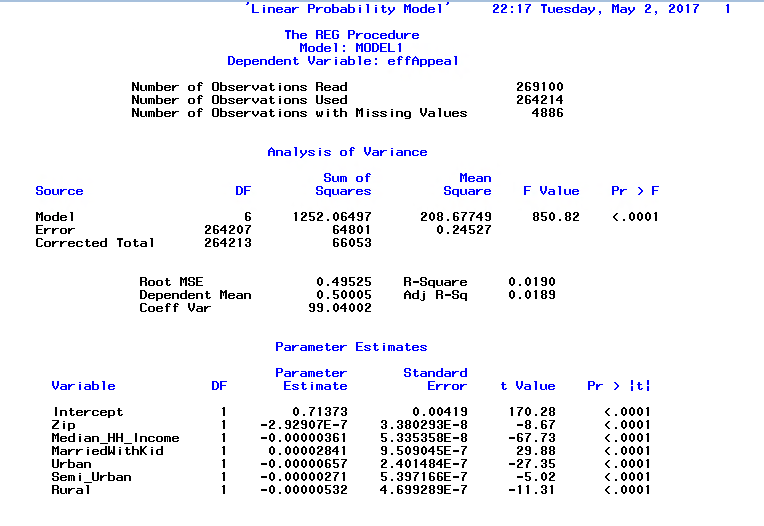 'Linear Probability Model' 22:17 Tuesday, May 2, 2017 1
The REG Procedure
Model: MODEL1
Dependent Variable: effAppeal
Number of Observations Read 269100
Number of Observations Used 264214
Number of Observations with Missing Values 4886
Analysis of Variance
Sum of Mean
Source DF Squares Square F Value Pr > F
Model 6 1252.06497 208.67749 850.82 <.0001
Error 264207 64801 0.24527
Corrected Total 264213 66053
Root MSE 0.49525 R-Square 0.0190
Dependent Mean 0.50005 Adj R-Sq 0.0189
Coeff Var 99.04002
Parameter Estimates
Parameter Standard
Variable DF Estimate Error t Value Pr > |t|
Intercept 1 0.71373 0.00419 170.28 <.0001
Zip 1 -2.92907E-7 3.380293E-8 -8.67 <.0001
Median_HH_Income 1 -0.00000361 5.335358E-8 -67.73 <.0001
MarriedWithKid 1 0.00002841 9.509045E-7 29.88 <.0001
Urban 1 -0.00000657 2.401484E-7 -27.35 <.0001
Semi_Urban 1 -0.00000271 5.397166E-7 -5.02 <.0001
Rural 1 -0.00000532 4.699289E-7 -11.31 <.0001